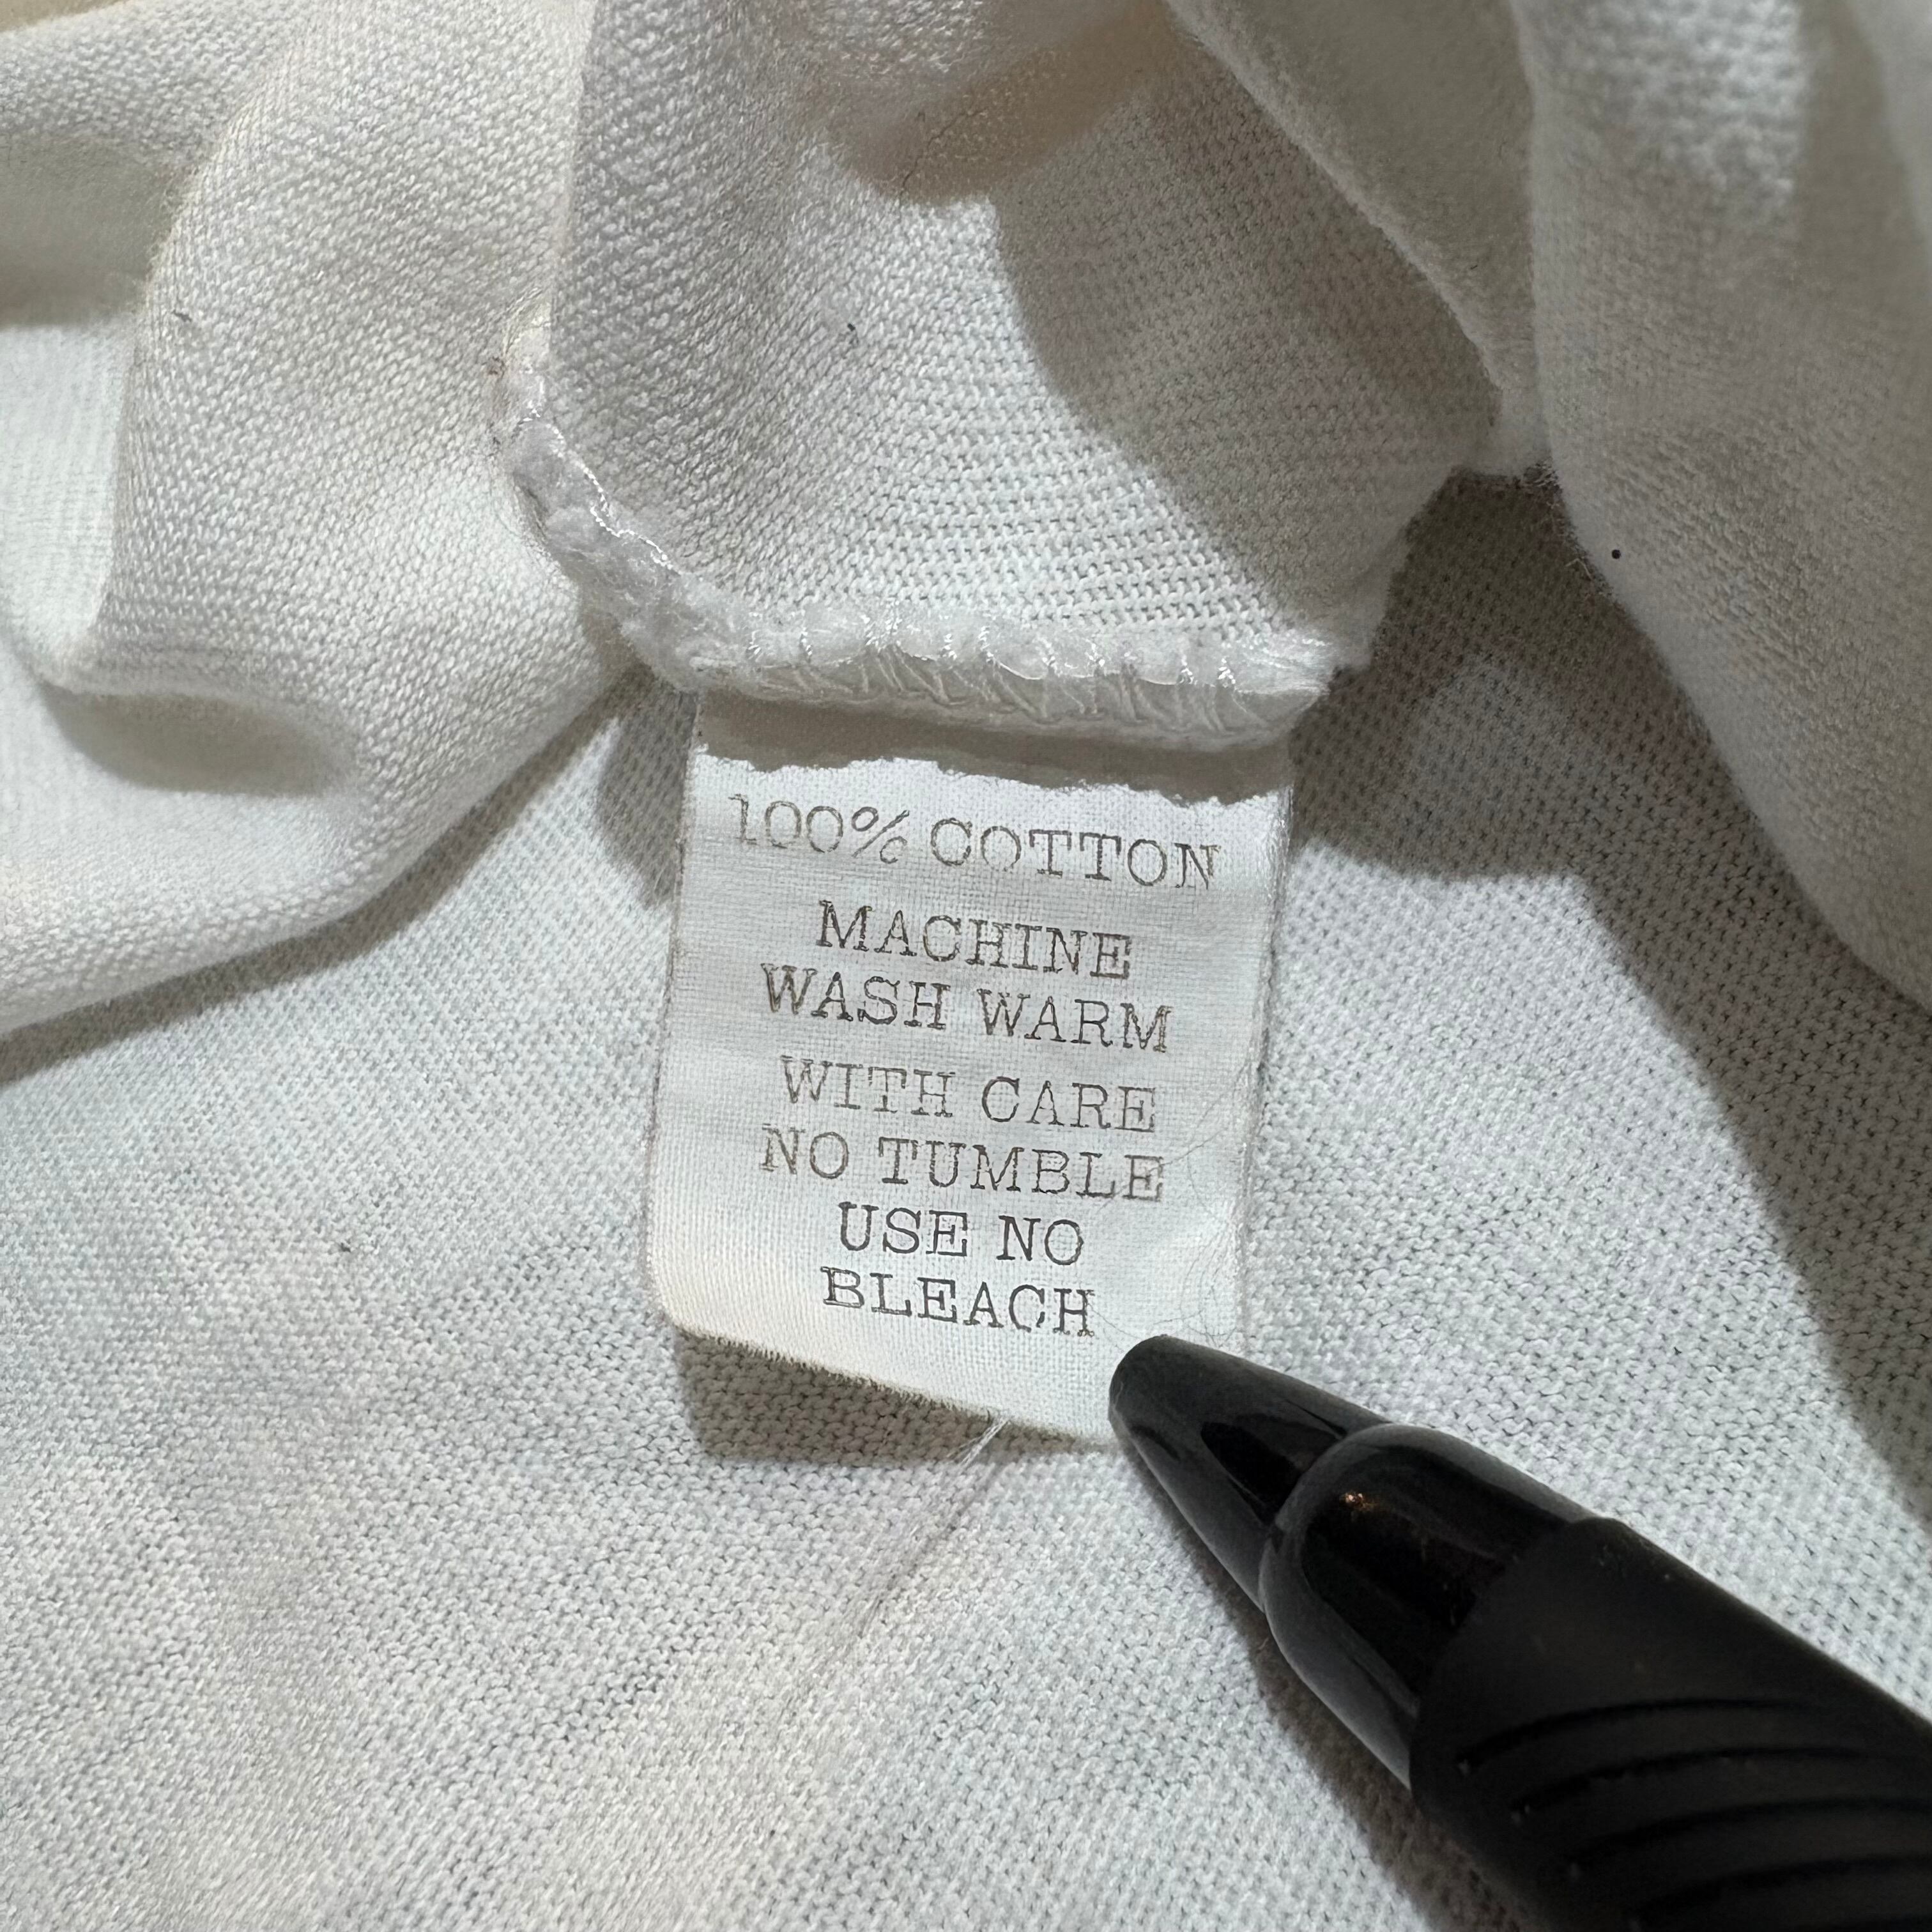 100% COTTON
MACHINE
WASH WARM
WITH CARE
NO TUMBLE
USE NO
BLEACH